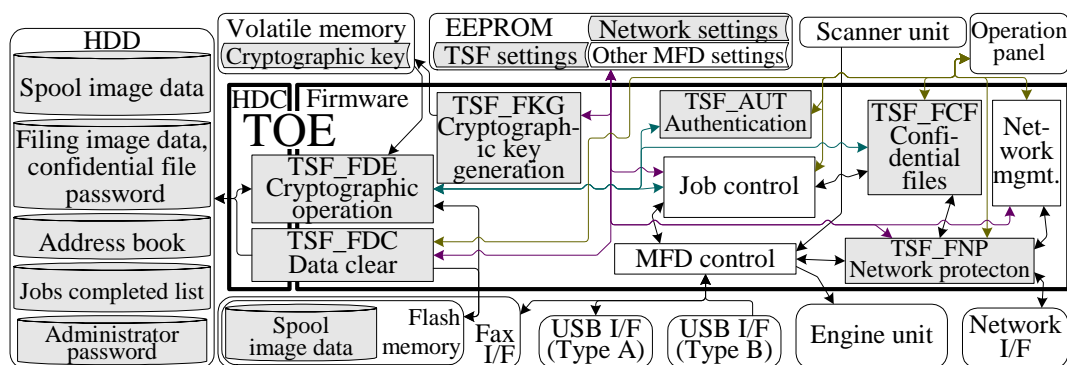 HDD
Spool image data
Filing image data,
confidential file
password
Address book
Jobs completed list
Administrator
password
Volatile memory
Cryptographic key
EEPROM
Network settings
TSF settings
Other MFD settings
Scanner unit
Operation
panel
HDC
Firmware
TOE
TSF_FKG
Cryptograph-
ic key
generation
TSF_AUT
Authentication
TSF_FCF
Confi-
dential
files
Net-
work
mgmt.
TSF_FDE
Cryptographic
operation
Job control
TSF_FDC
Data clear
MFD control
TSF_FNP
Network protecton
Spool
image data
Flash
memory
Fax
I/F
USB I/F
(Type A)
USB I/F
(Type B)
Engine unit
Network
I/F